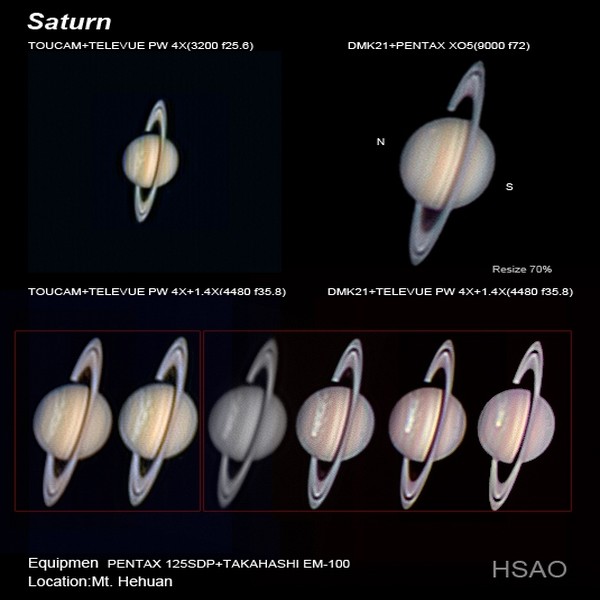 Saturn
TOUCAM+TELEVUE PW 4X(3200 f25.6)
DMK21+PENTAX XO5(9000 f72)
N
S
Resize 70%
TOUCAM+TELEVUE PW 4X+1.4X(4480 f35.8)
DMK21+TELEVUE PW 4X+1.4X(4480 f35.8)
Equipmen PENTAX 125SDP+TAKAHASHI EM-100
Location:Mt. Hehuan
HSAO